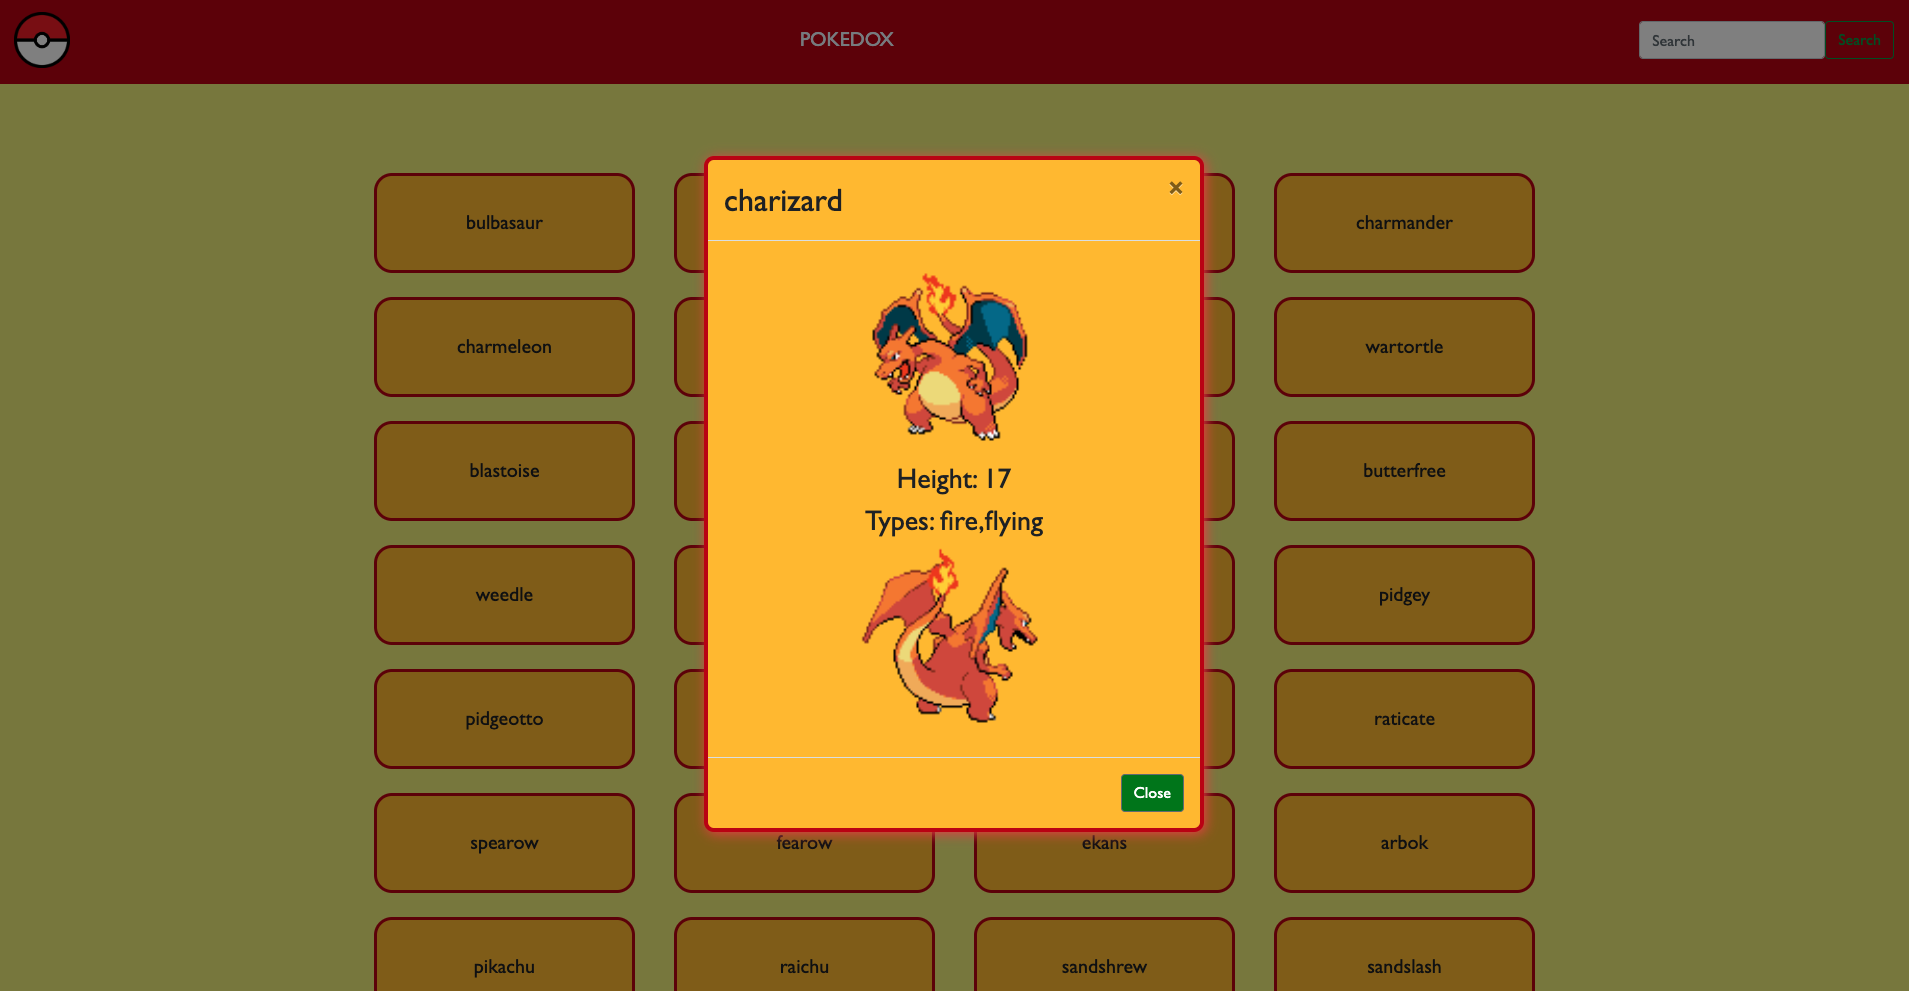 POKEDOX
Search
Search
charizard
×
Height: 17
Types: fire,flying
Close
bulbasaur
charmander
charmeleon
wartortle
blastoise
butterfree
weedle
pidgey
pidgeotto
raticate
spearow
fearow
ekans
arbok
pikachu
raichu
sandshrew
sandslash